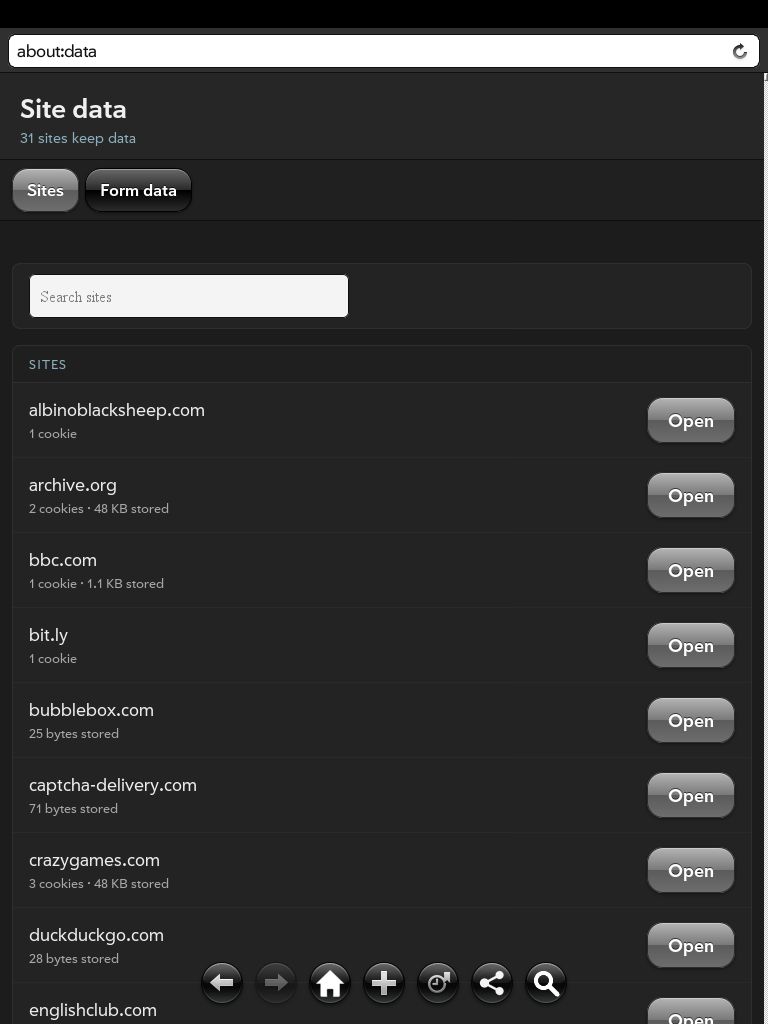 about:data
Site data
31 sites keep data
Sites
Form data
Search sites
SITES
albinoblacksheep.com
1 cookie
Open
archive.org
2 cookies · 48 KB stored
Open
bbc.com
1 cookie · 1.1 KB stored
Open
bit.ly
1 cookie
Open
bubblebox.com
25 bytes stored
Open
captcha-delivery.com
71 bytes stored
Open
crazygames.com
3 cookies · 48 KB stored
Open
duckduckgo.com
28 bytes stored
Open
englishclub.com
Open